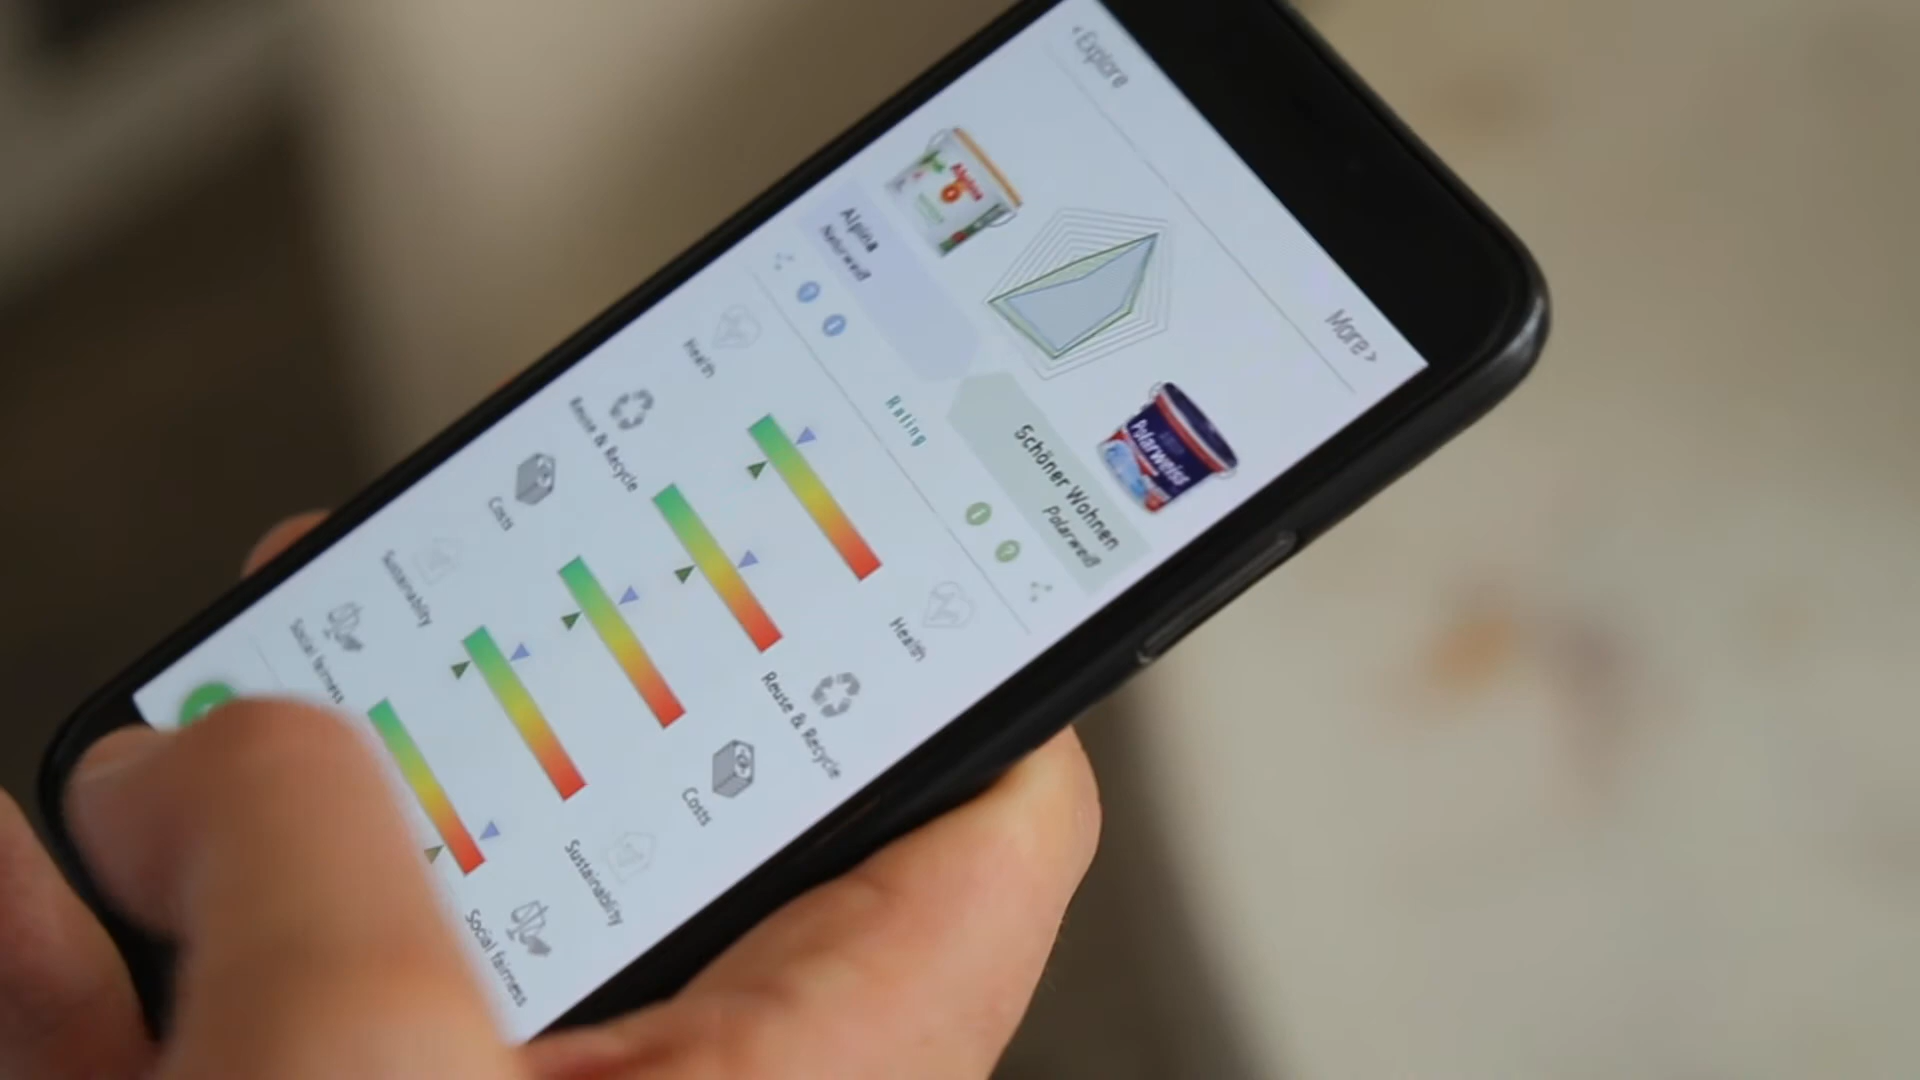 ‹ Explore
More ›
Alpina
Polarweiss
Alpina
Naturweiß
Schöner Wohnen
Polarweiß
Rating
Health
Health
Reuse & Recycle
Reuse & Recycle
Costs
Costs
Sustainability
Sustainability
Social fairness
Social fairness